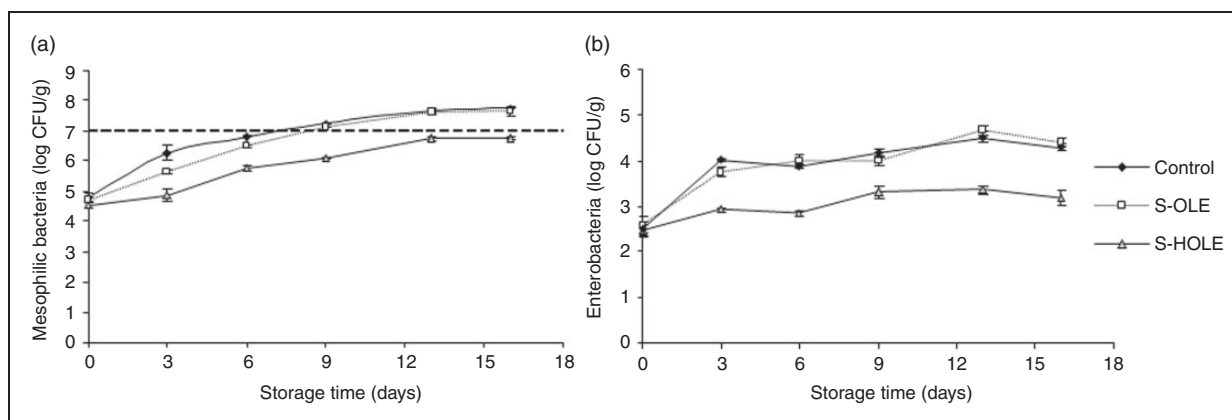 (a)
Mesophilic bacteria (log CFU/g)
9
8
7
6
5
4
3
2
1
0
0 3 6 9 12 15 18
Storage time (days)
(b)
Enterobacteria (log CFU/g)
6
5
4
3
2
1
0
0 3 6 9 12 15 18
Storage time (days)
Control
S-OLE
S-HOLE